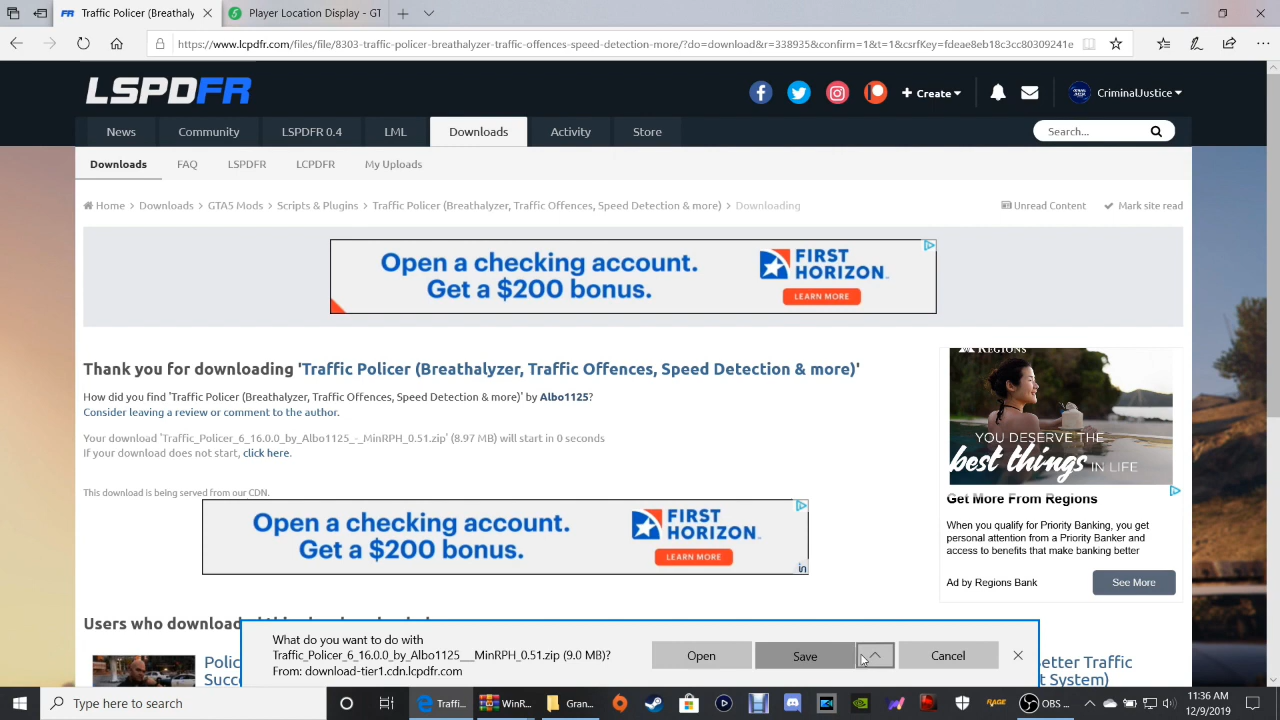 FR
Traffi
https://www.lcpdfr.com/files/file/8303-traffic-policer-breathalyzer-traffic-offences-speed-detection-more/?do=download&r=338935&confirm=1&t=1&csrfKey=fdeae8eb18c3cc80309241e
LSPDFR
Create
CriminalJustice
News Community LSPDFR 0.4 LML Downloads Activity Store
Search...
Downloads FAQ LSPDFR LCPDFR My Uploads
Home > Downloads > GTA5 Mods > Scripts & Plugins > Traffic Policer (Breathalyzer, Traffic Offences, Speed Detection & more) > Downloading
Unread Content Mark site read
Open a checking account.
Get a $200 bonus.
FIRST
HORIZON
LEARN MORE
Thank you for downloading 'Traffic Policer (Breathalyzer, Traffic Offences, Speed Detection & more)'
How did you find 'Traffic Policer (Breathalyzer, Traffic Offences, Speed Detection & more)' by Albo1125?
Consider leaving a review or comment to the author.
Your download 'Traffic_Policer_6_16.0.0_by_Albo1125_-_MinRPH_0.51.zip' (8.97 MB) will start in 0 seconds
If your download does not start, click here.
This download is being served from our CDN.
Open a checking account.
Get a $200 bonus.
FIRST
HORIZON
LEARN MORE
in
REGIONS
YOU DESERVE THE
best things IN LIFE
Get More From Regions
When you qualify for Priority Banking, you get
personal attention from a Priority Banker and
access to benefits that make banking better
Ad by Regions Bank
See More
Users who downloaded
Polic
Succ
etter Traffic
t System)
What do you want to do with
Traffic_Policer_6_16.0.0_by_Albo1125___MinRPH_0.51.zip (9.0 MB)?
From: download-tier1.cdn.lcpdfr.com
Open Save Cancel
Type here to search
Traffi
WinR...
Gran...
RAGE
OBS ...
11:36 AM
12/9/2019